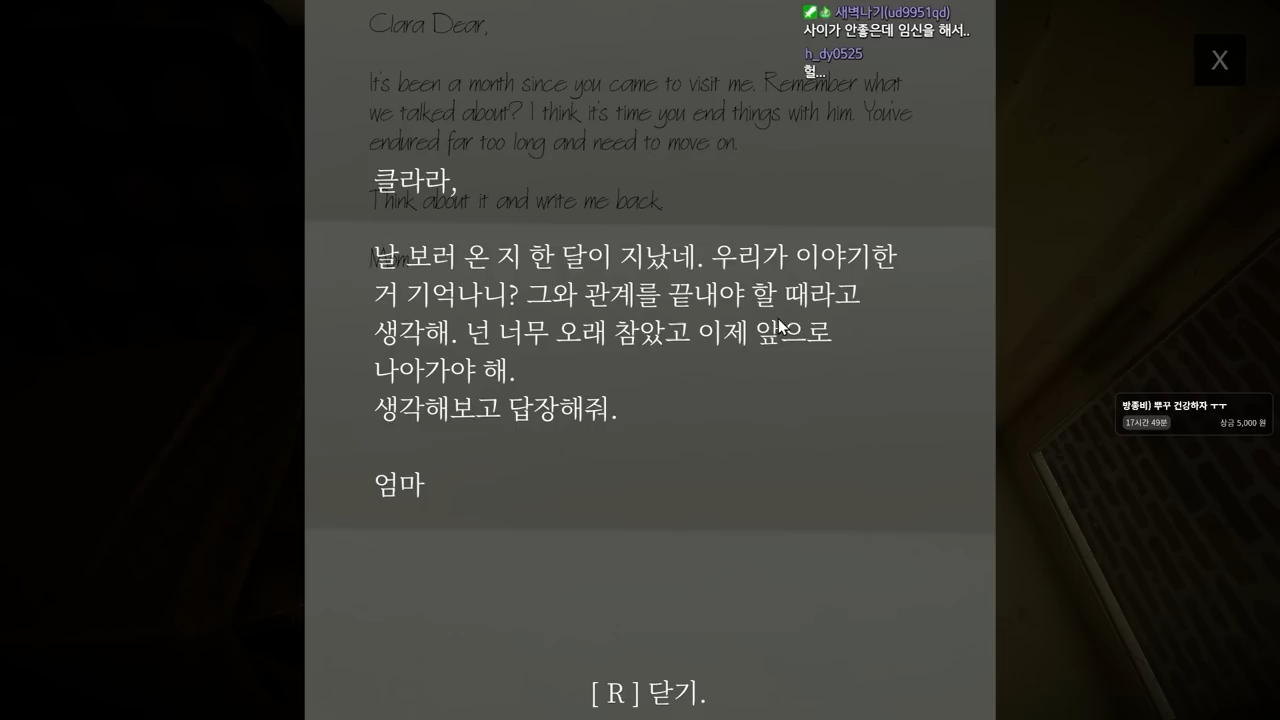 Clara Dear,
새벽나기(ud9951qd)
사이가 안좋은데 임신을 해서..
h_dy0525
헐...
X
It's been a month since you came to visit me. Remember what
we talked about? I think it's time you end things with him. You've
endured far too long and need to move on.
클라라,
Think about it and write me back.
Mom
날 보러 온 지 한 달이 지났네. 우리가 이야기한
거 기억나니? 그와 관계를 끝내야 할 때라고
생각해. 넌 너무 오래 참았고 이제 앞으로
나아가야 해.
생각해보고 답장해줘.
엄마
방종비) 뿌꾸 건강하자 ㅜㅜ
17시간 49분
상금 5,000 원
[ R ] 닫기.